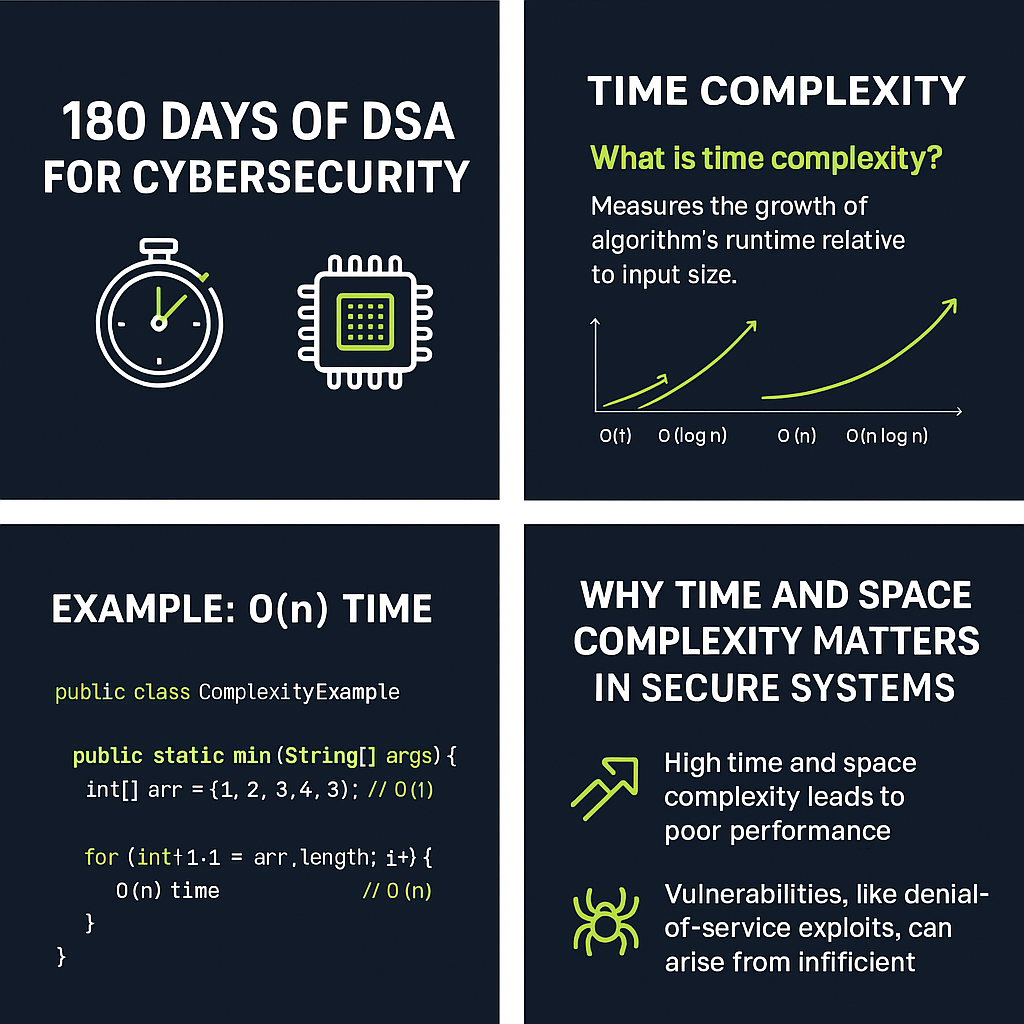 180 DAYS OF DSA
FOR CYBERSECURITY
TIME COMPLEXITY
What is time complexity?
Measures the growth of
algorithm's runtime relative
to input size.
O(t) O(log n) O(n) O(n log n)
EXAMPLE: O(n) TIME
public class ComplexityExample
public static min (String[] args) {
int[] arr = {1, 2, 3,4, 3); // O(1)
for (int†1·1 = arr.length; i+) {
O(n) time // O(n)
}
}
WHY TIME AND SPACE
COMPLEXITY MATTERS
IN SECURE SYSTEMS
High time and space
complexity leads to
poor performance
Vulnerabilities, like denial-
of-service exploits, can
arise from infificient